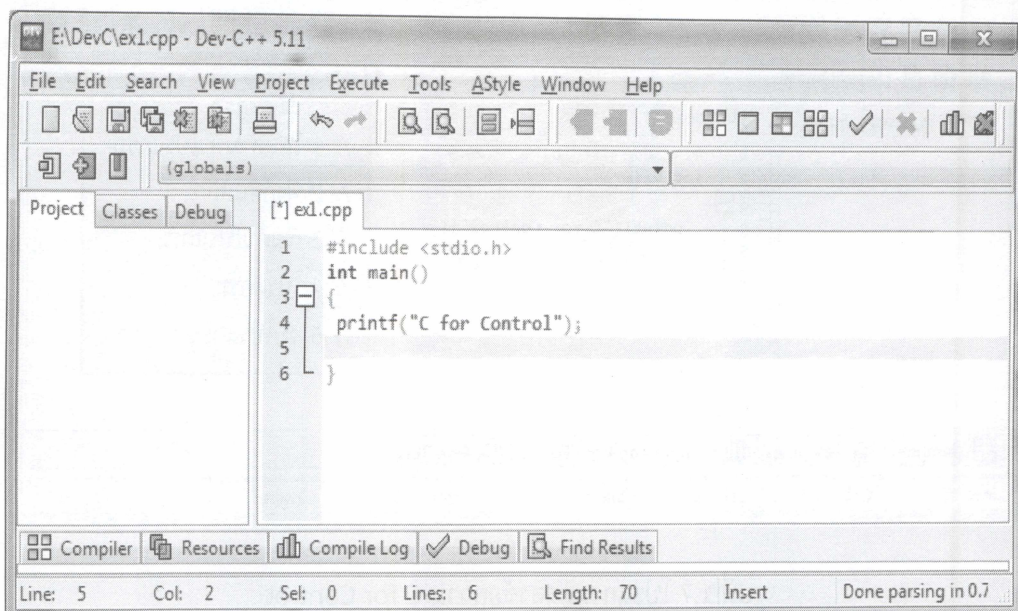 E:\DevC\ex1.cpp - Dev-C++ 5.11
File Edit Search View Project Execute Tools AStyle Window Help
(globals)
Project Classes Debug
[*] ex1.cpp
1 #include <stdio.h>
2 int main()
3 {
4 printf("C for Control");
5
6 }
Compiler Resources Compile Log Debug Find Results
Line: 5 Col: 2 Sel: 0 Lines: 6 Length: 70 Insert Done parsing in 0.7